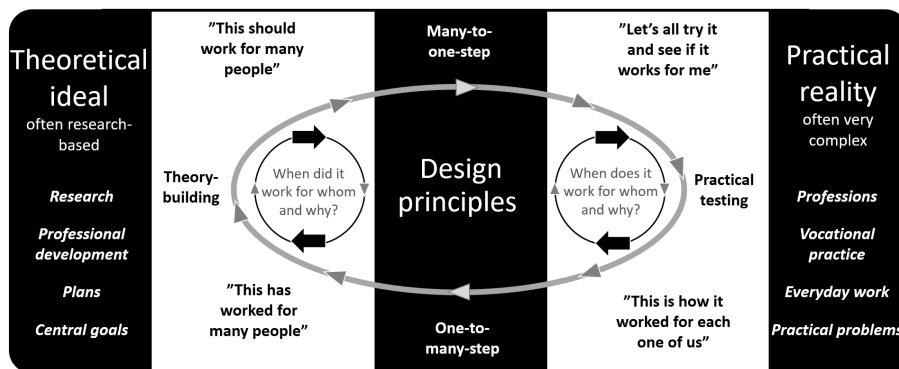 Theoretical
ideal
often research-
based
Research
Professional
development
Plans
Central goals
”This should
work for many
people”
Theory-
building
When did it
work for whom
and why?
”This has
worked for
many people”
Many-to-
one-step
Design
principles
One-to-
many-step
”Let’s all try it
and see if it
works for me”
When does it
work for whom
and why?
Practical
testing
”This is how it
worked for each
one of us”
Practical
reality
often very
complex
Professions
Vocational
practice
Everyday work
Practical problems